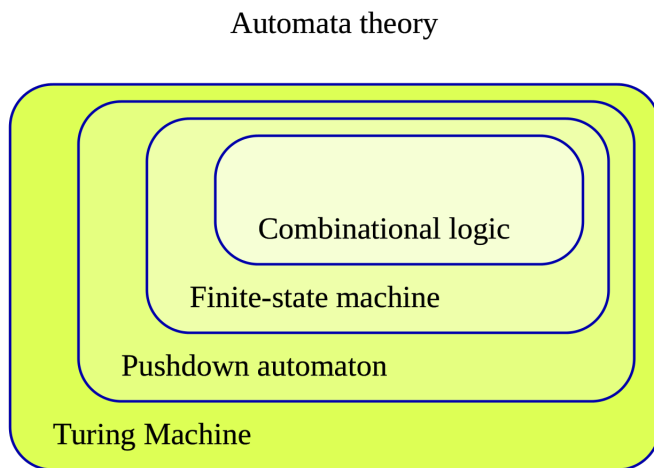 Automata theory
Combinational logic
Finite-state machine
Pushdown automaton
Turing Machine